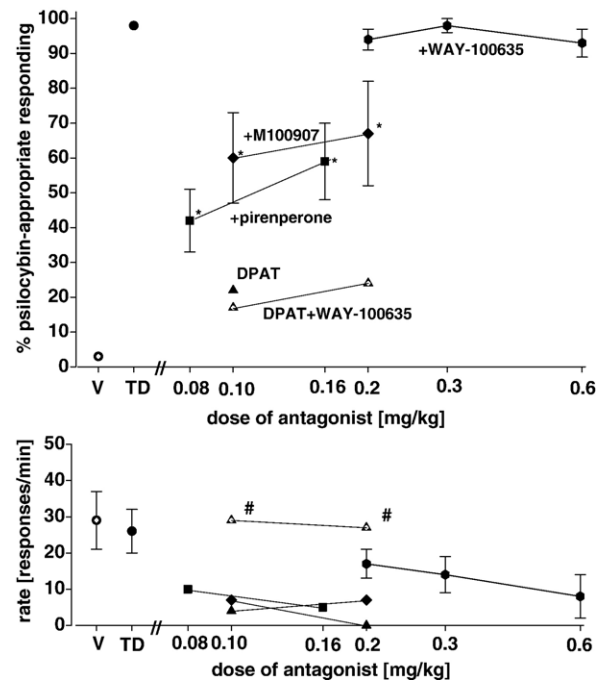 % psilocybin-appropriate responding
100
90
80
70
60
50
40
30
20
10
0
+WAY-100635
+M100907
*
*
*
*
+pirenperone
DPAT
DPAT+WAY-100635
V TD // 0.08 0.10 0.16 0.2 0.3 0.6
dose of antagonist [mg/kg]
rate [responses/min]
50
40
30
20
10
0
# #
V TD // 0.08 0.10 0.16 0.2 0.3 0.6
dose of antagonist [mg/kg]